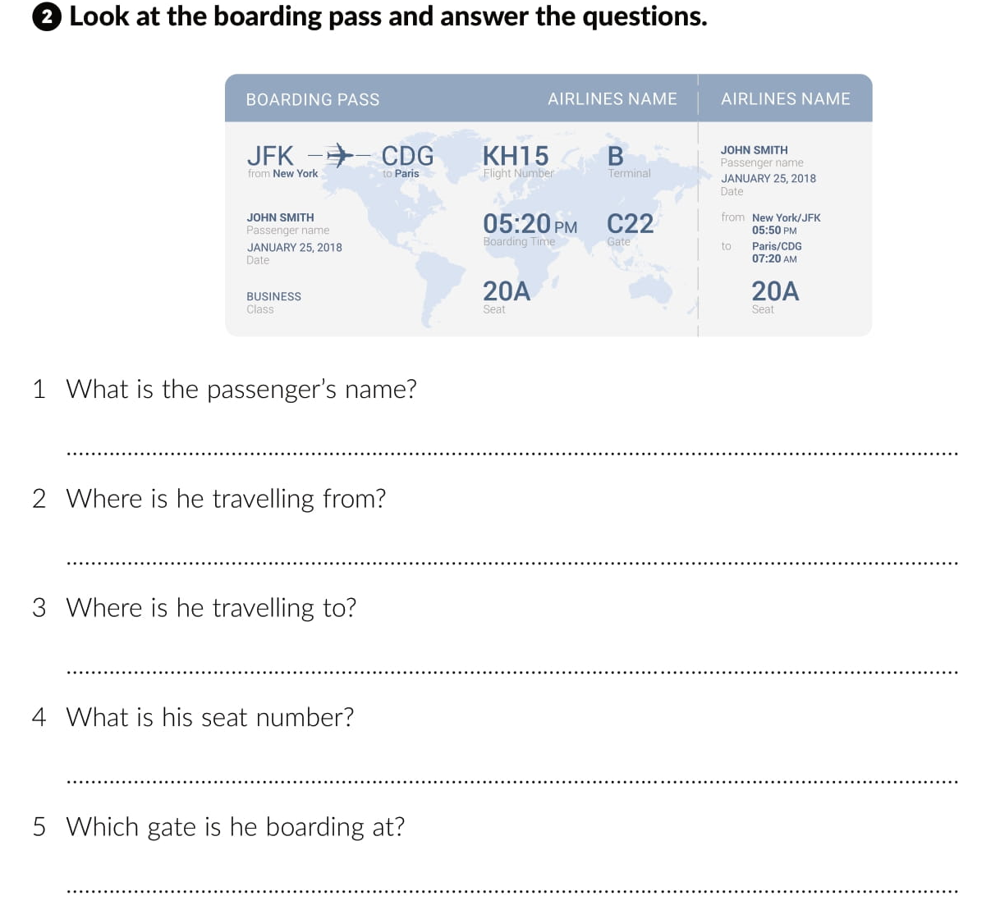 2 Look at the boarding pass and answer the questions.
BOARDING PASS AIRLINES NAME AIRLINES NAME
JFK CDG KH15 B
from New York to Paris Flight Number Terminal
JOHN SMITH
Passenger name
JANUARY 25, 2018
Date
05:20 PM C22
Boarding Time Gate
BUSINESS
Class
20A
Seat
JOHN SMITH
Passenger name
JANUARY 25, 2018
Date
from New York/JFK
05:50 PM
to Paris/CDG
07:20 AM
20A
Seat
1 What is the passenger’s name?
2 Where is he travelling from?
3 Where is he travelling to?
4 What is his seat number?
5 Which gate is he boarding at?